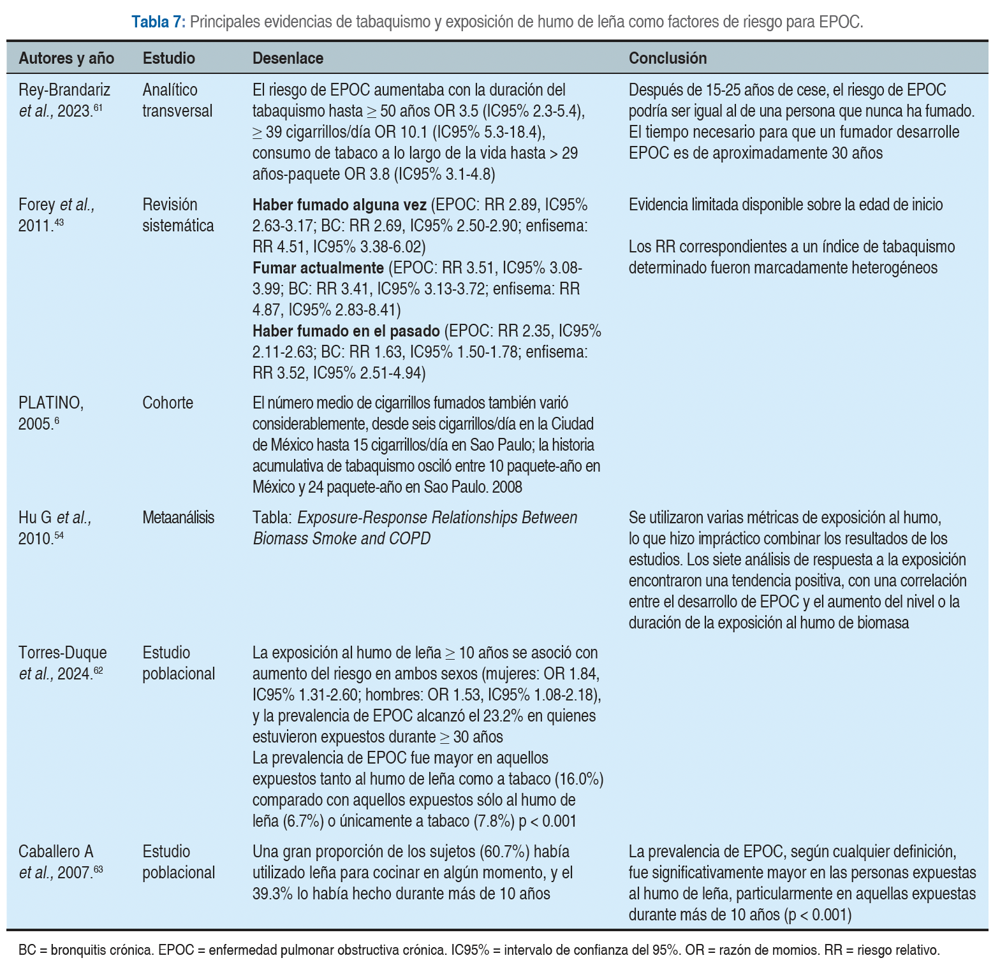 Tabla 7: Principales evidencias de tabaquismo y exposición de humo de leña como factores de riesgo para EPOC.
Autores y año
Estudio
Desenlace
Conclusión
Rey-Brandariz
et al., 2023.61
Analítico
transversal
El riesgo de EPOC aumentaba con la duración del
tabaquismo hasta ≥ 50 años OR 3.5 (IC95% 2.3-5.4),
≥ 39 cigarrillos/día OR 10.1 (IC95% 5.3-18.4),
consumo de tabaco a lo largo de la vida hasta > 29
años-paquete OR 3.8 (IC95% 3.1-4.8)
Después de 15-25 años de cese, el riesgo de EPOC
podría ser igual al de una persona que nunca ha fumado.
El tiempo necesario para que un fumador desarrolle
EPOC es de aproximadamente 30 años
Forey et al.,
2011.43
Revisión
sistemática
Haber fumado alguna vez (EPOC: RR 2.89, IC95%
2.63-3.17; BC: RR 2.69, IC95% 2.50-2.90; enfisema:
RR 4.51, IC95% 3.38-6.02)
Fumar actualmente (EPOC: RR 3.51, IC95% 3.08-
3.99; BC: RR 3.41, IC95% 3.13-3.72; enfisema: RR
4.87, IC95% 2.83-8.41)
Haber fumado en el pasado (EPOC: RR 2.35, IC95%
2.11-2.63; BC: RR 1.63, IC95% 1.50-1.78; enfisema:
RR 3.52, IC95% 2.51-4.94)
Evidencia limitada disponible sobre la edad de inicio
Los RR correspondientes a un índice de tabaquismo
determinado fueron marcadamente heterogéneos
PLATINO,
2005.6
Cohorte
El número medio de cigarrillos fumados también varió
considerablemente, desde seis cigarrillos/día en la Ciudad
de México hasta 15 cigarrillos/día en Sao Paulo; la historia
acumulativa de tabaquismo osciló entre 10 paquete-año en
México y 24 paquete-año en Sao Paulo. 2008
Hu G et al.,
2010.54
Metaanálisis
Tabla: Exposure-Response Relationships Between
Biomass Smoke and COPD
Se utilizaron varias métricas de exposición al humo,
lo que hizo impráctico combinar los resultados de los
estudios. Los siete análisis de respuesta a la exposición
encontraron una tendencia positiva, con una correlación
entre el desarrollo de EPOC y el aumento del nivel o la
duración de la exposición al humo de biomasa
Torres-Duque
et al., 2024.62
Estudio
poblacional
La exposición al humo de leña ≥ 10 años se asoció con
aumento del riesgo en ambos sexos (mujeres: OR 1.84,
IC95% 1.31-2.60; hombres: OR 1.53, IC95% 1.08-2.18),
y la prevalencia de EPOC alcanzó el 23.2% en quienes
estuvieron expuestos durante ≥ 30 años
La prevalencia de EPOC fue mayor en aquellos
expuestos tanto al humo de leña como a tabaco (16.0%)
comparado con aquellos expuestos sólo al humo de
leña (6.7%) o únicamente a tabaco (7.8%) p < 0.001
Caballero A
et al., 2007.63
Estudio
poblacional
Una gran proporción de los sujetos (60.7%) había
utilizado leña para cocinar en algún momento, y el
39.3% lo había hecho durante más de 10 años
La prevalencia de EPOC, según cualquier definición,
fue significativamente mayor en las personas expuestas
al humo de leña, particularmente en aquellas expuestas
durante más de 10 años (p < 0.001)
BC = bronquitis crónica. EPOC = enfermedad pulmonar obstructiva crónica. IC95% = intervalo de confianza del 95%. OR = razón de momios. RR = riesgo relativo.